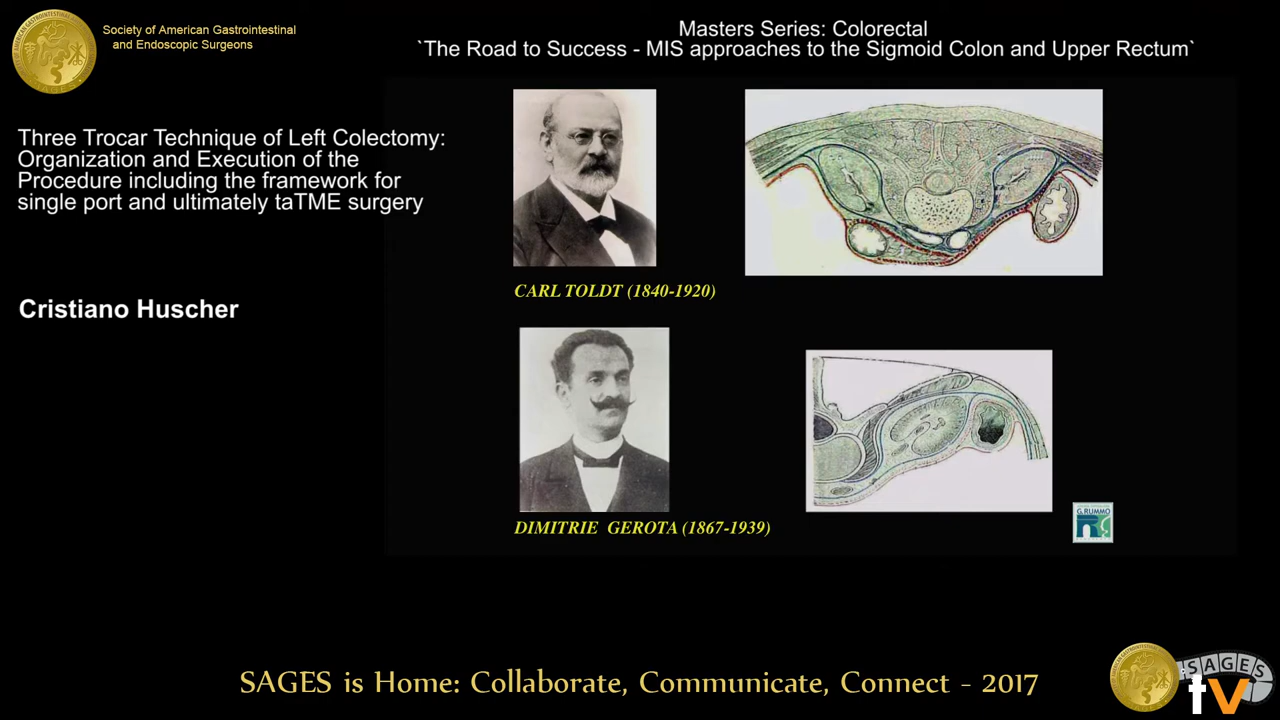 Society of American Gastrointestinal
and Endoscopic Surgeons
Masters Series: Colorectal
`The Road to Success - MIS approaches to the Sigmoid Colon and Upper Rectum`
Three Trocar Technique of Left Colectomy:
Organization and Execution of the
Procedure including the framework for
single port and ultimately taTME surgery
Cristiano Huscher
CARL TOLDT (1840-1920)
DIMITRIE GEROTA (1867-1939)
G.RUMMO
SAGES is Home: Collaborate, Communicate, Connect - 2017
SAGES
tv